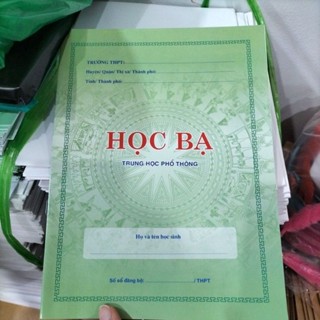 TRƯỜNG THPT:
Huyện/ Quận/ Thị xã/ Thành phố:
Tỉnh/ Thành phố:
HỌC BẠ
TRUNG HỌC PHỔ THÔNG
Họ và tên học sinh
Số sổ đăng bộ: /THPT